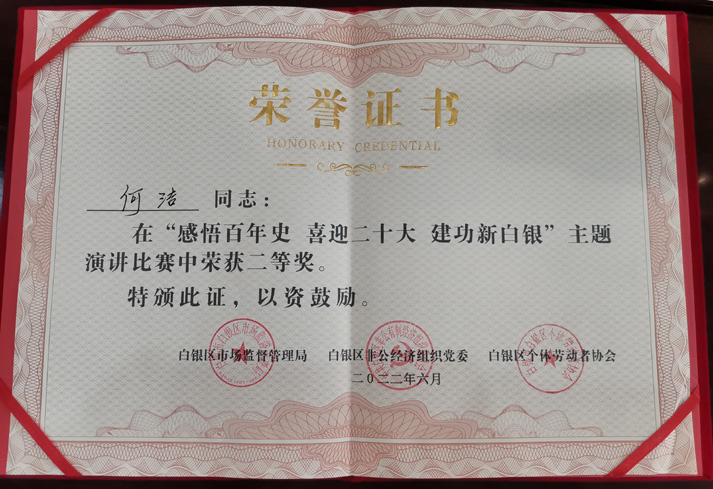 荣誉证书
HONORARY CREDENTIAL
何洁 同志：
在“感悟百年史 喜迎二十大 建功新白银”主题
演讲比赛中荣获二等奖。
特颁此证，以资鼓励。
白银区市场监督管理局 白银区非公经济组织党委 白银区个体劳动者协会
二〇二二年六月